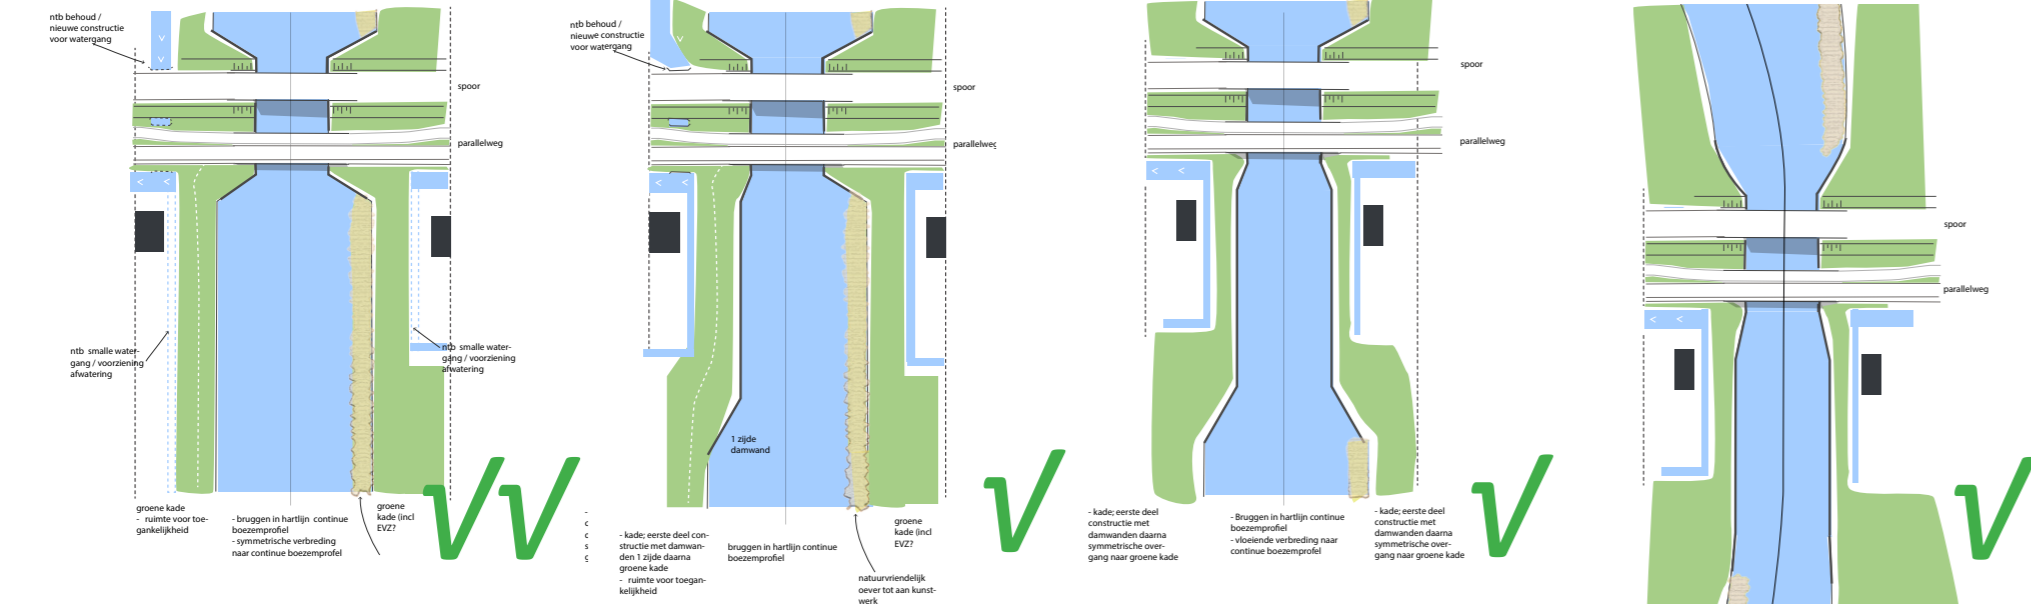 ntb behoud /
nieuwe constructie
voor watergang
spoor
parallelweg
ntb smalle water-
gang / voorziening
afwatering
ntb smalle water-
gang / voorziening
afwatering
groene kade
- ruimte voor toe-
gankelijkheid
- bruggen in hartlijn continue
boezemprofiel
- symmetrische verbreding
naar continue boezemprofel
groene
kade (incl
EVZ?
ntb behoud /
nieuwe constructie
voor watergang
spoor
parallelweg
1 zijde
damwand
- kade; eerste deel con-
structie met damwan-
den 1 zijde daarna
groene kade
- ruimte voor toegan-
kelijkheid
bruggen in hartlijn continue
boezemprofiel
groene
kade (incl
EVZ?
natuurvriendelijk
oever tot aan kunst-
werk
spoor
parallelweg
- kade; eerste deel
constructie met
damwanden daarna
symmetrische over-
gang naar groene kade
- Bruggen in hartlijn continue
boezemprofiel
- vloeiende verbreding naar
continue boezemprofel
- kade; eerste deel
constructie met
damwanden daarna
symmetrische over-
gang naar groene kade
spoor
parallelweg